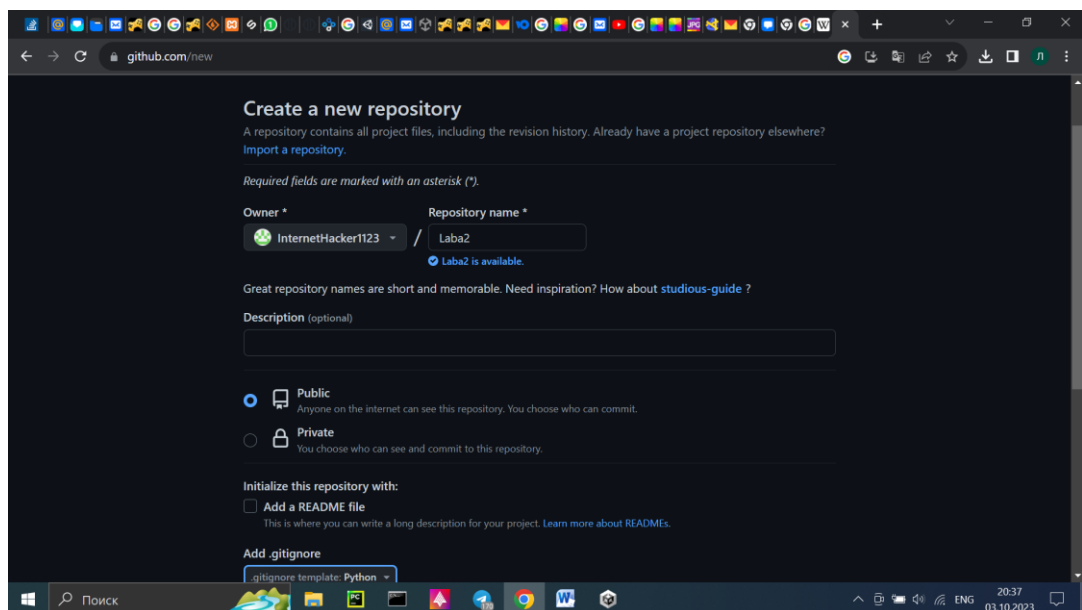 github.com/new
Л
Create a new repository
A repository contains all project files, including the revision history. Already have a project repository elsewhere?
Import a repository.
Required fields are marked with an asterisk (*).
Owner *
Repository name *
InternetHacker1123
/
Laba2
Laba2 is available.
Great repository names are short and memorable. Need inspiration? How about studious-guide ?
Description (optional)
Public
Anyone on the internet can see this repository. You choose who can commit.
Private
You choose who can see and commit to this repository.
Initialize this repository with:
Add a README file
This is where you can write a long description for your project. Learn more about READMEs.
Add .gitignore
.gitignore template: Python
Поиск
ENG
20:37
03.10.2023